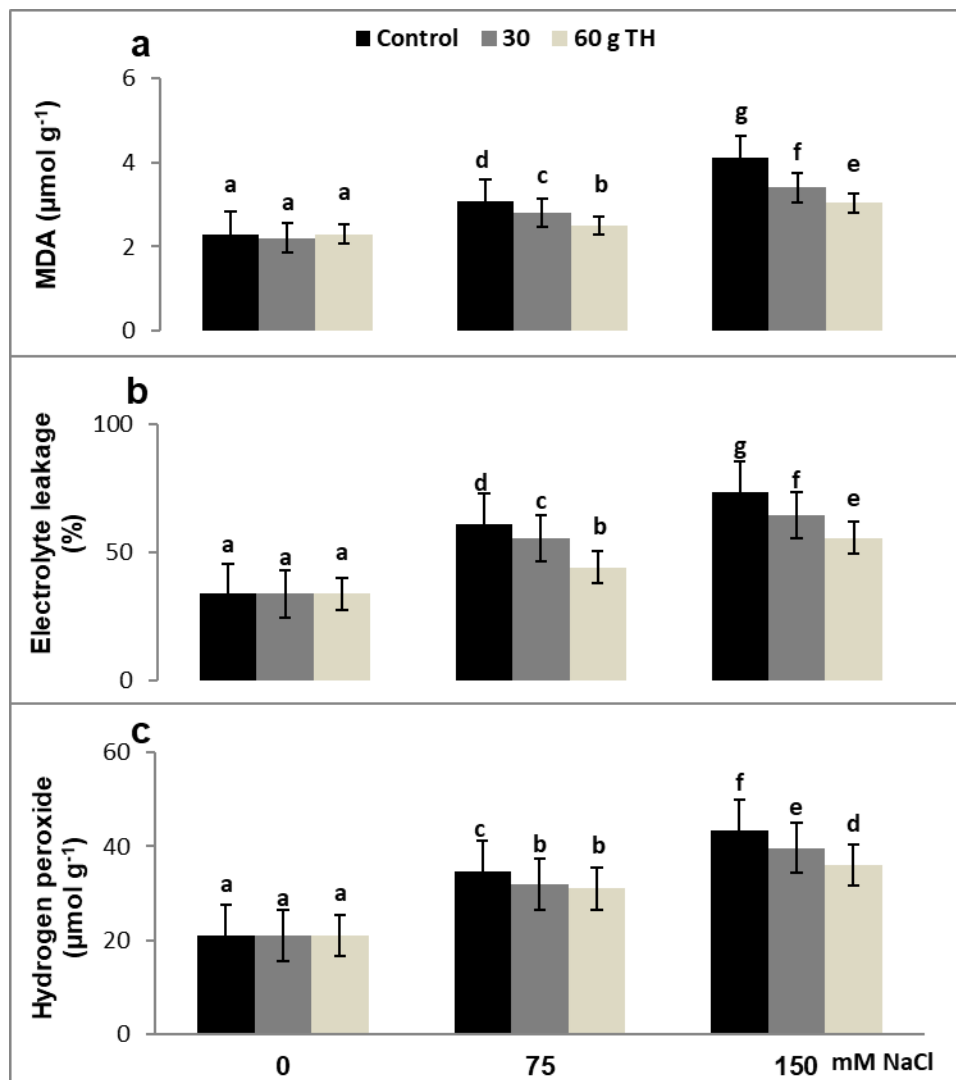 a
Control 30 60 g TH
MDA (µmol g-1)
6
4
2
0
a a a
d c b
g f e
b
Electrolyte leakage
(%)
100
50
0
a a a
d c b
g f e
c
Hydrogen peroxide
(µmol g-1)
60
40
20
0
a a a
c b b
f e d
0 75 150 mM NaCl